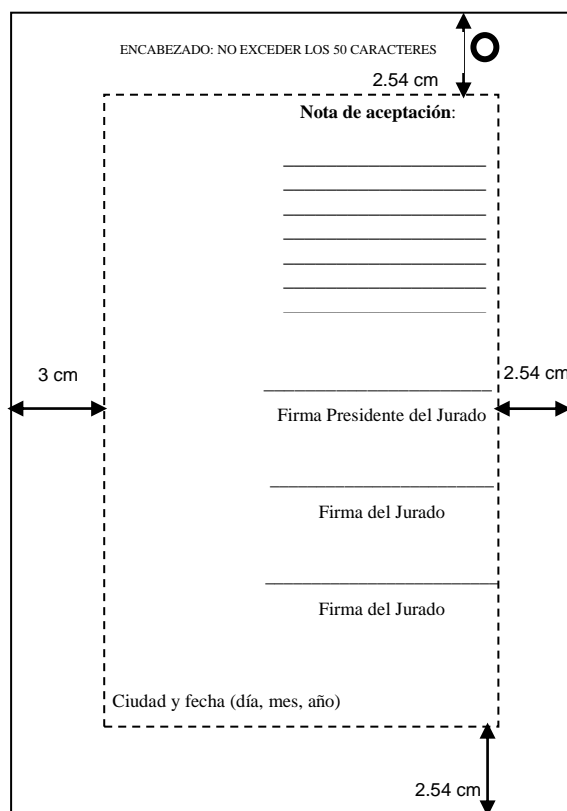 ENCABEZADO: NO EXCEDER LOS 50 CARACTERES
2.54 cm
Nota de aceptación:
3 cm
2.54 cm
Firma Presidente del Jurado
Firma del Jurado
Firma del Jurado
Ciudad y fecha (día, mes, año)
2.54 cm